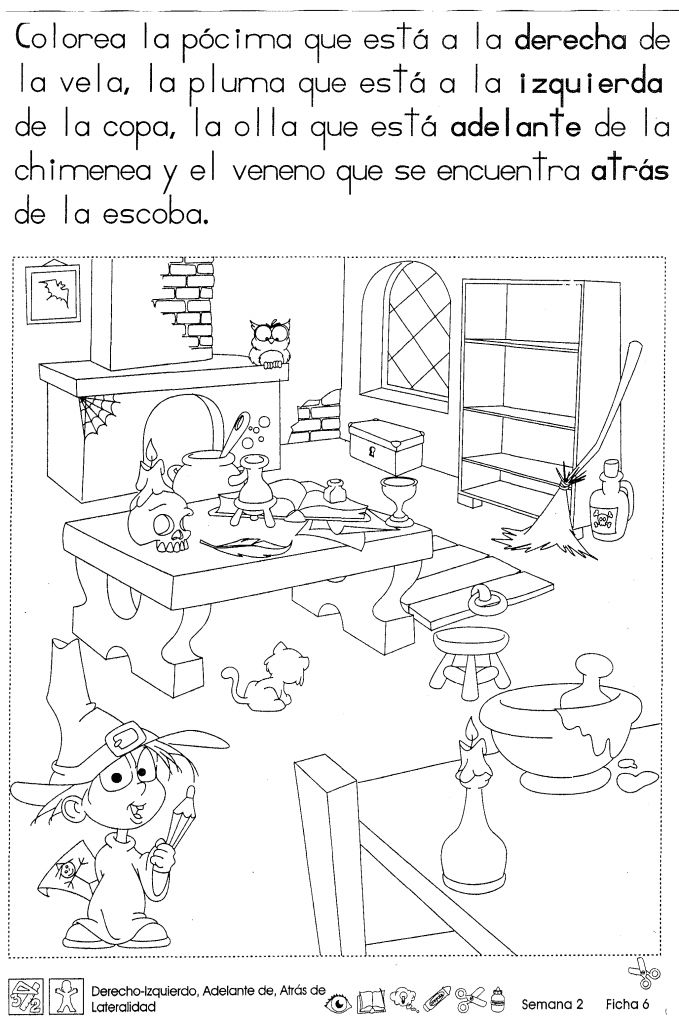 Colorea la pócima que está a la derecha de
la vela, la pluma que está a la izquierda
de la copa, la olla que está adelante de la
chimenea y el veneno que se encuentra atrás
de la escoba.
Derecho-Izquierdo, Adelante de, Atrás de
Lateralidad
Semana 2 Ficha 6